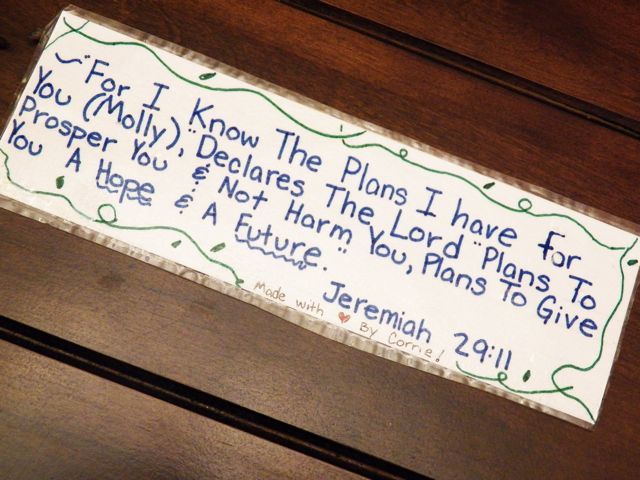 ~"For I Know The Plans I have for
You (Molly)," Declares The Lord "Plans To
Prosper You & Not Harm You, Plans To Give
You A Hope & A Future."
Jeremiah 29:11
Made with ♥ By Corrie!